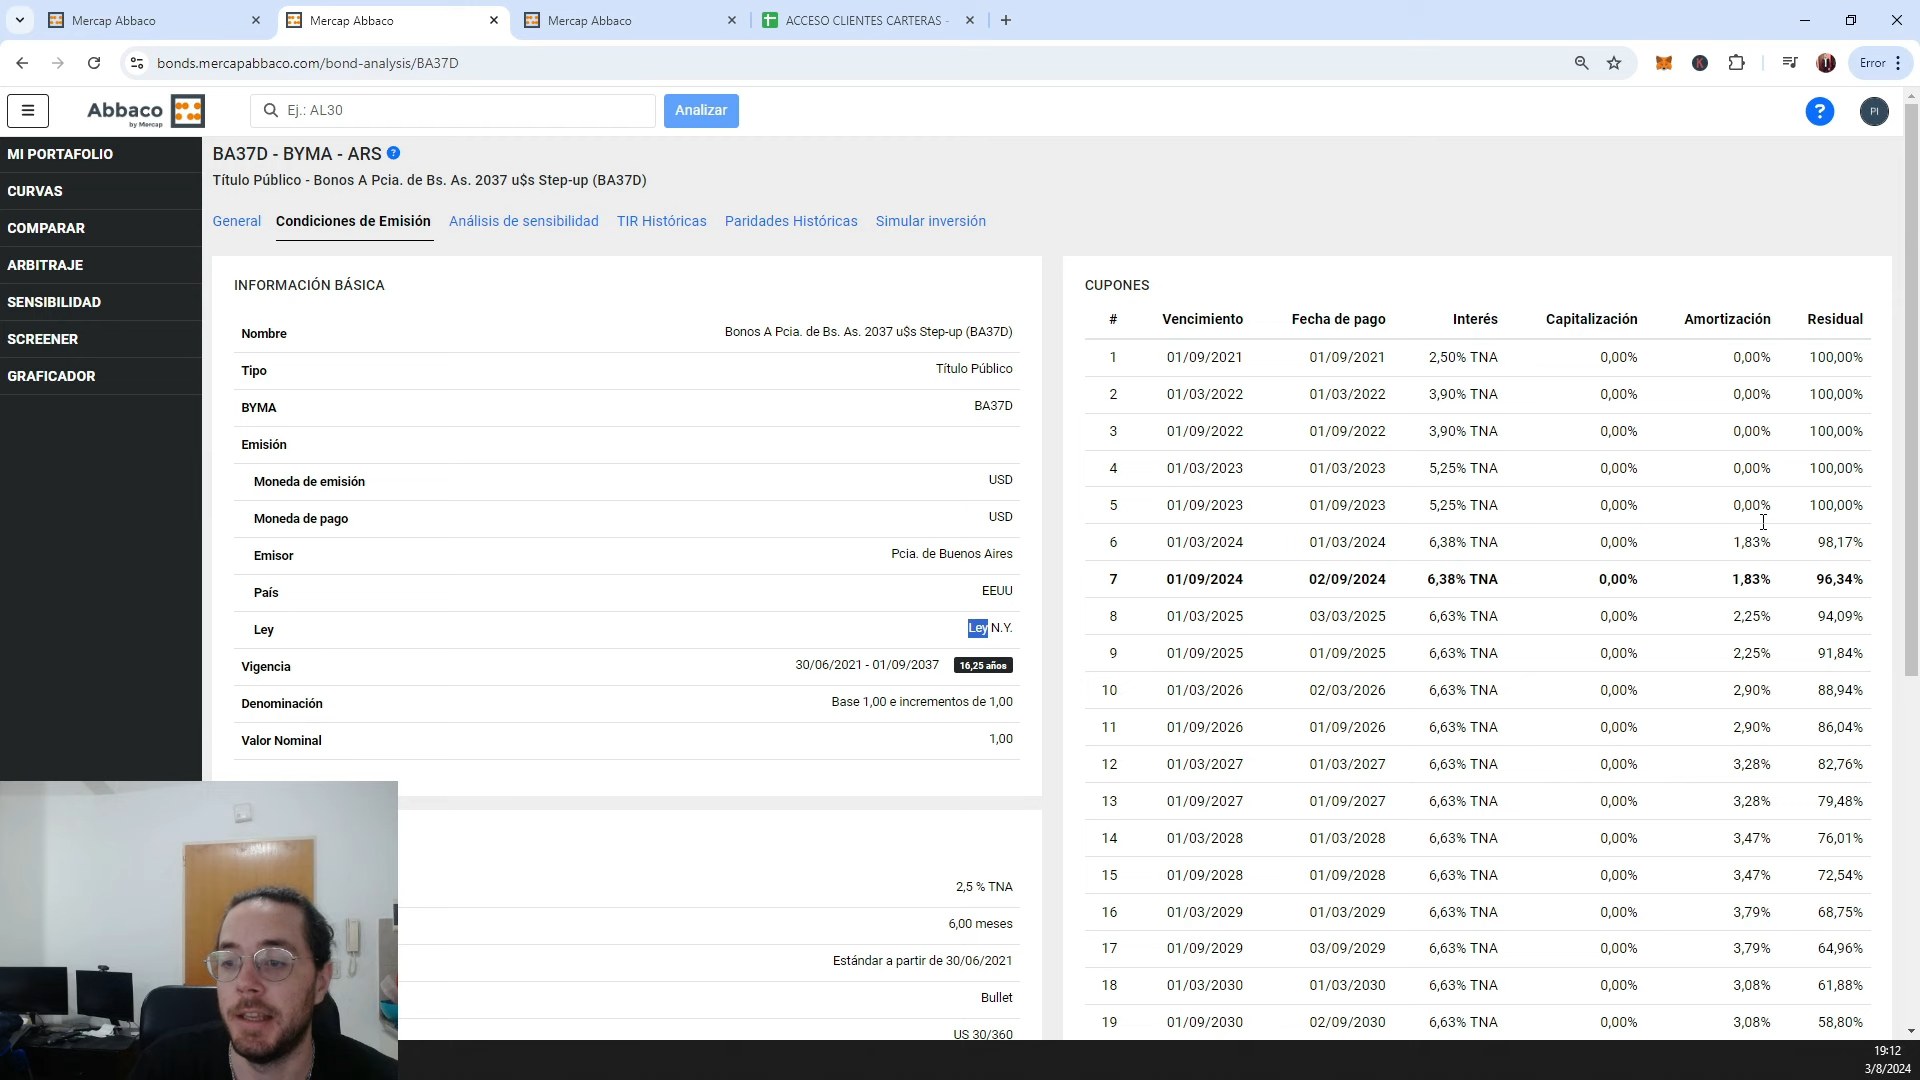 Mercap Abbaco
Mercap Abbaco
Mercap Abbaco
ACCESO CLIENTES CARTERAS -
bonds.mercapabbaco.com/bond-analysis/BA37D
Error
Abbaco
by Mercap
Ej.: AL30
Analizar
?
PI
MI PORTAFOLIO
CURVAS
COMPARAR
ARBITRAJE
SENSIBILIDAD
SCREENER
GRAFICADOR
BA37D - BYMA - ARS ?
Título Público - Bonos A Pcia. de Bs. As. 2037 u$s Step-up (BA37D)
General Condiciones de Emisión Análisis de sensibilidad TIR Históricas Paridades Históricas Simular inversión
INFORMACIÓN BÁSICA
Nombre Bonos A Pcia. de Bs. As. 2037 u$s Step-up (BA37D)
Tipo Título Público
BYMA BA37D
Emisión
Moneda de emisión USD
Moneda de pago USD
Emisor Pcia. de Buenos Aires
País EEUU
Ley Ley N.Y.
Vigencia 30/06/2021 - 01/09/2037 16,25 años
Denominación Base 1,00 e incrementos de 1,00
Valor Nominal 1,00
2,5 % TNA
6,00 meses
Estándar a partir de 30/06/2021
Bullet
US 30/360
CUPONES
# Vencimiento Fecha de pago Interés Capitalización Amortización Residual
1 01/09/2021 01/09/2021 2,50% TNA 0,00% 0,00% 100,00%
2 01/03/2022 01/03/2022 3,90% TNA 0,00% 0,00% 100,00%
3 01/09/2022 01/09/2022 3,90% TNA 0,00% 0,00% 100,00%
4 01/03/2023 01/03/2023 5,25% TNA 0,00% 0,00% 100,00%
5 01/09/2023 01/09/2023 5,25% TNA 0,00% 0,00% 100,00%
6 01/03/2024 01/03/2024 6,38% TNA 0,00% 1,83% 98,17%
7 01/09/2024 02/09/2024 6,38% TNA 0,00% 1,83% 96,34%
8 01/03/2025 03/03/2025 6,63% TNA 0,00% 2,25% 94,09%
9 01/09/2025 01/09/2025 6,63% TNA 0,00% 2,25% 91,84%
10 01/03/2026 02/03/2026 6,63% TNA 0,00% 2,90% 88,94%
11 01/09/2026 01/09/2026 6,63% TNA 0,00% 2,90% 86,04%
12 01/03/2027 01/03/2027 6,63% TNA 0,00% 3,28% 82,76%
13 01/09/2027 01/09/2027 6,63% TNA 0,00% 3,28% 79,48%
14 01/03/2028 01/03/2028 6,63% TNA 0,00% 3,47% 76,01%
15 01/09/2028 01/09/2028 6,63% TNA 0,00% 3,47% 72,54%
16 01/03/2029 01/03/2029 6,63% TNA 0,00% 3,79% 68,75%
17 01/09/2029 03/09/2029 6,63% TNA 0,00% 3,79% 64,96%
18 01/03/2030 01/03/2030 6,63% TNA 0,00% 3,08% 61,88%
19 01/09/2030 02/09/2030 6,63% TNA 0,00% 3,08% 58,80%
19:12
3/8/2024